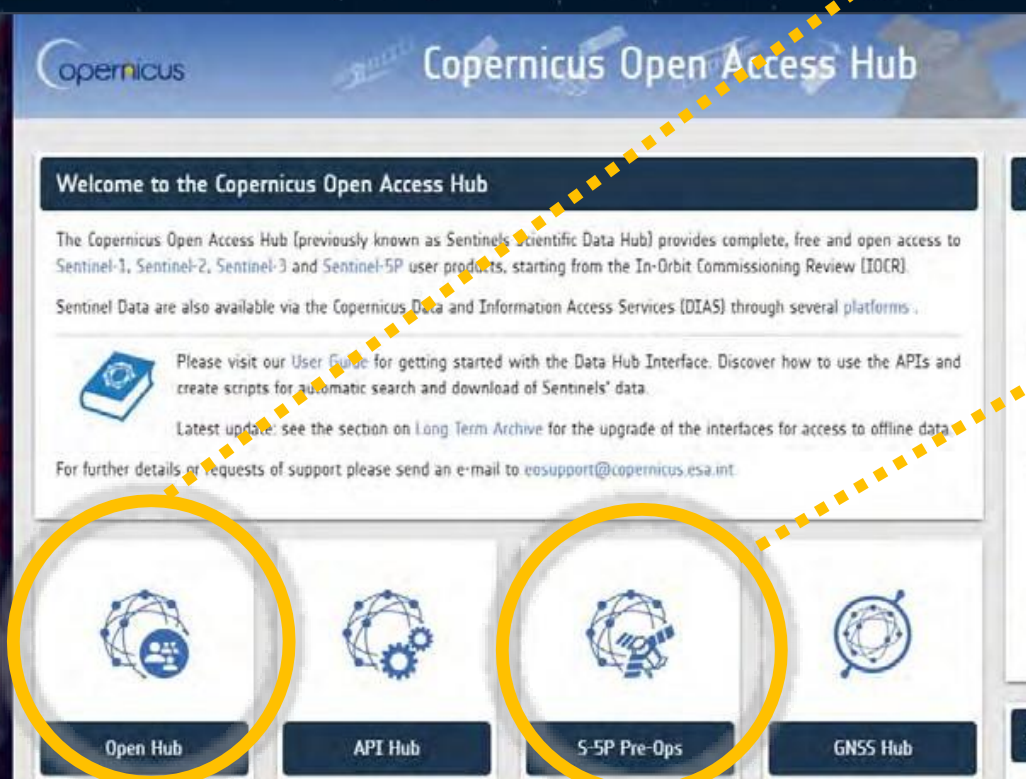 opernicus
Copernicus Open Access Hub
Welcome to the Copernicus Open Access Hub
The Copernicus Open Access Hub (previously known as Sentinels Scientific Data Hub) provides complete, free and open access to
Sentinel-1, Sentinel-2, Sentinel-3 and Sentinel-5P user products, starting from the In-Orbit Commissioning Review (IOCR).
Sentinel Data are also available via the Copernicus Data and Information Access Services (DIAS) through several platforms .
Please visit our User Guide for getting started with the Data Hub Interface. Discover how to use the APIs and
create scripts for automatic search and download of Sentinels' data.
Latest update: see the section on Long Term Archive for the upgrade of the interfaces for access to offline data.
For further details or requests of support please send an e-mail to eosupport@copernicus.esa.int
Open Hub
API Hub
S-5P Pre-Ops
GNSS Hub